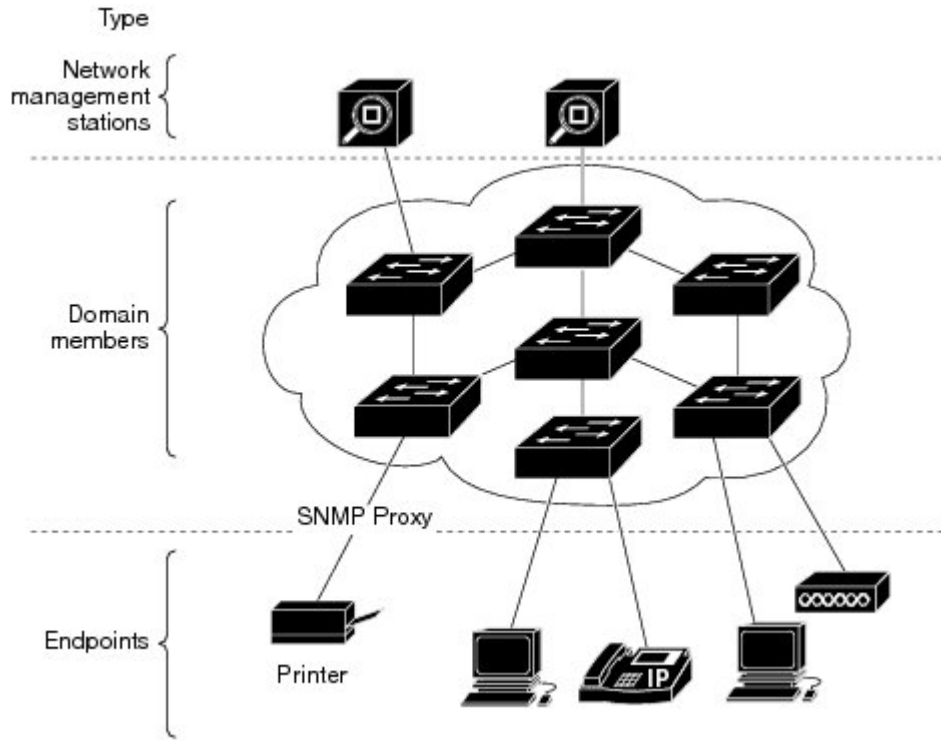 Type
Network
management
stations
Domain
members
SNMP Proxy
Endpoints
Printer
IP